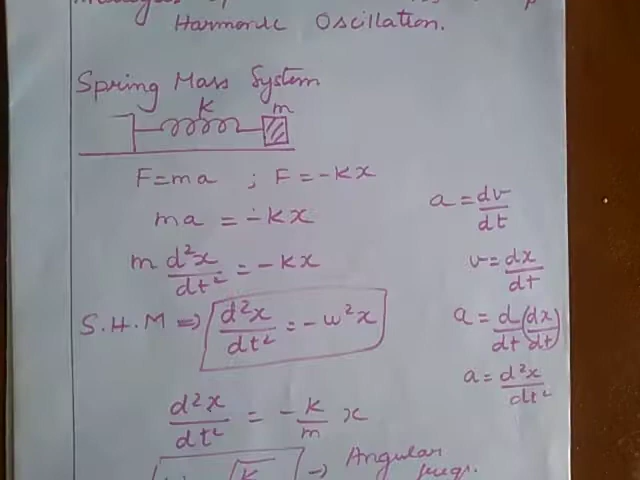 Harmonic Oscillation.
Spring Mass System
k
m
F=ma ; F=-kx
ma = -kx
a = dv/dt
m d²x/dt² = -kx
v = dx/dt
S.H.M ⇒ d²x/dt² = -ω²x
a = d/dt (dx/dt)
a = d²x/dt²
d²x/dt² = - k/m x
→ Angular
freq.